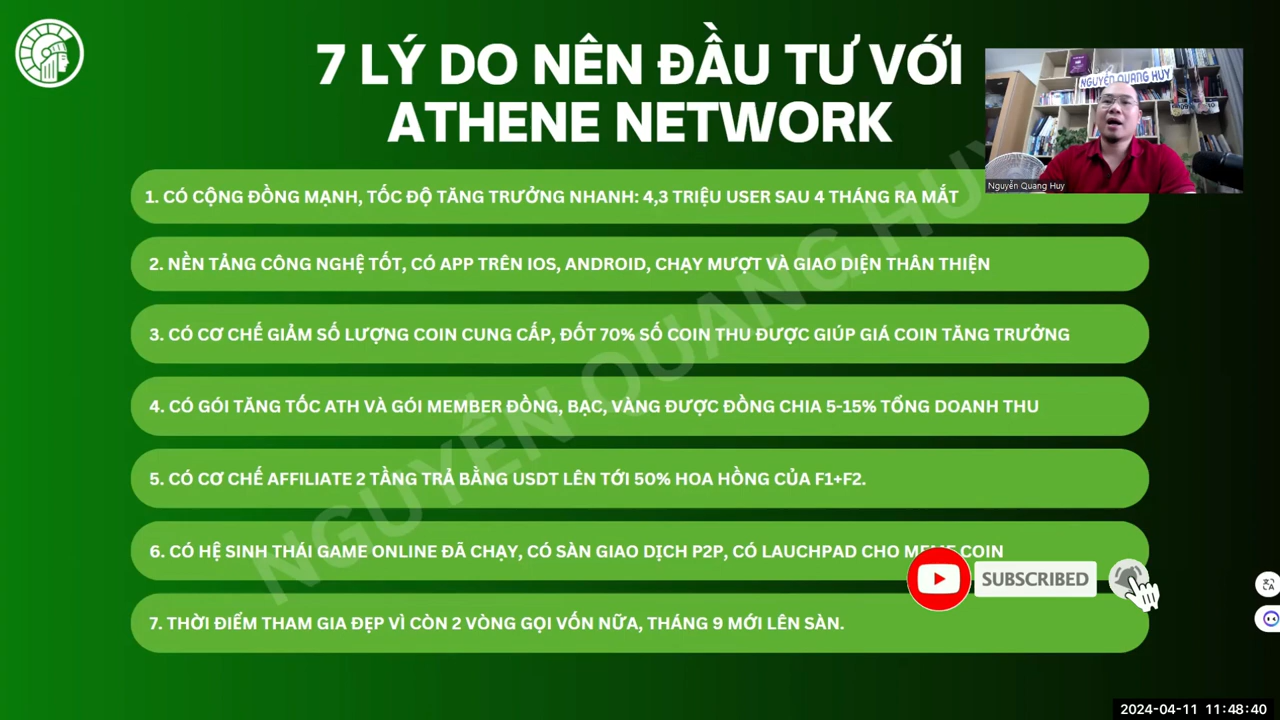 7 LÝ DO NÊN ĐẦU TƯ VỚI
ATHENE NETWORK
NGUYỄN QUANG HUY
Nguyễn Quang Huy
1. CÓ CỘNG ĐỒNG MẠNH, TỐC ĐỘ TĂNG TRƯỞNG NHANH: 4,3 TRIỆU USER SAU 4 THÁNG RA MẮT
2. NỀN TẢNG CÔNG NGHỆ TỐT, CÓ APP TRÊN IOS, ANDROID, CHẠY MƯỢT VÀ GIAO DIỆN THÂN THIỆN
3. CÓ CƠ CHẾ GIẢM SỐ LƯỢNG COIN CUNG CẤP, ĐỐT 70% SỐ COIN THU ĐƯỢC GIÚP GIÁ COIN TĂNG TRƯỞNG
4. CÓ GÓI TĂNG TỐC ATH VÀ GÓI MEMBER ĐỒNG, BẠC, VÀNG ĐƯỢC ĐỒNG CHIA 5-15% TỔNG DOANH THU
5. CÓ CƠ CHẾ AFFILIATE 2 TẦNG TRẢ BẰNG USDT LÊN TỚI 50% HOA HỒNG CỦA F1+F2.
6. CÓ HỆ SINH THÁI GAME ONLINE ĐÃ CHẠY, CÓ SÀN GIAO DỊCH P2P, CÓ LAUCHPAD CHO MEME COIN
SUBSCRIBED
7. THỜI ĐIỂM THAM GIA ĐẸP VÌ CÒN 2 VÒNG GỌI VỐN NỮA, THÁNG 9 MỚI LÊN SÀN.
NGUYỄN QUANG HUY
2024-04-11 11:48:40